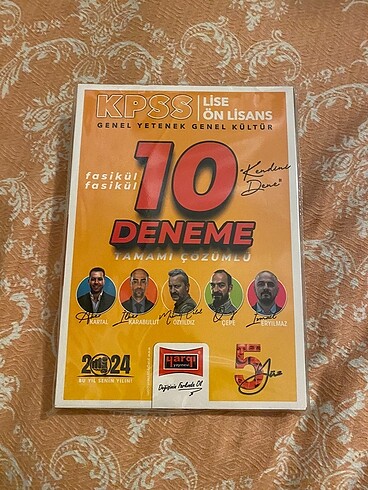 KPSS LİSE
ÖN LİSANS
GENEL YETENEK GENEL KÜLTÜR
fasikül
fasikül
10
"Kendini
Dene"
DENEME
TAMAMI ÇÖZÜMLÜ
KARTAL
KARABULUT
ÖZYILDIZ
ÇEPE
ERYILMAZ
2024
BU YIL SENİN YILIN!
yargı
yayınevi
Değişimin Farkında Ol
5